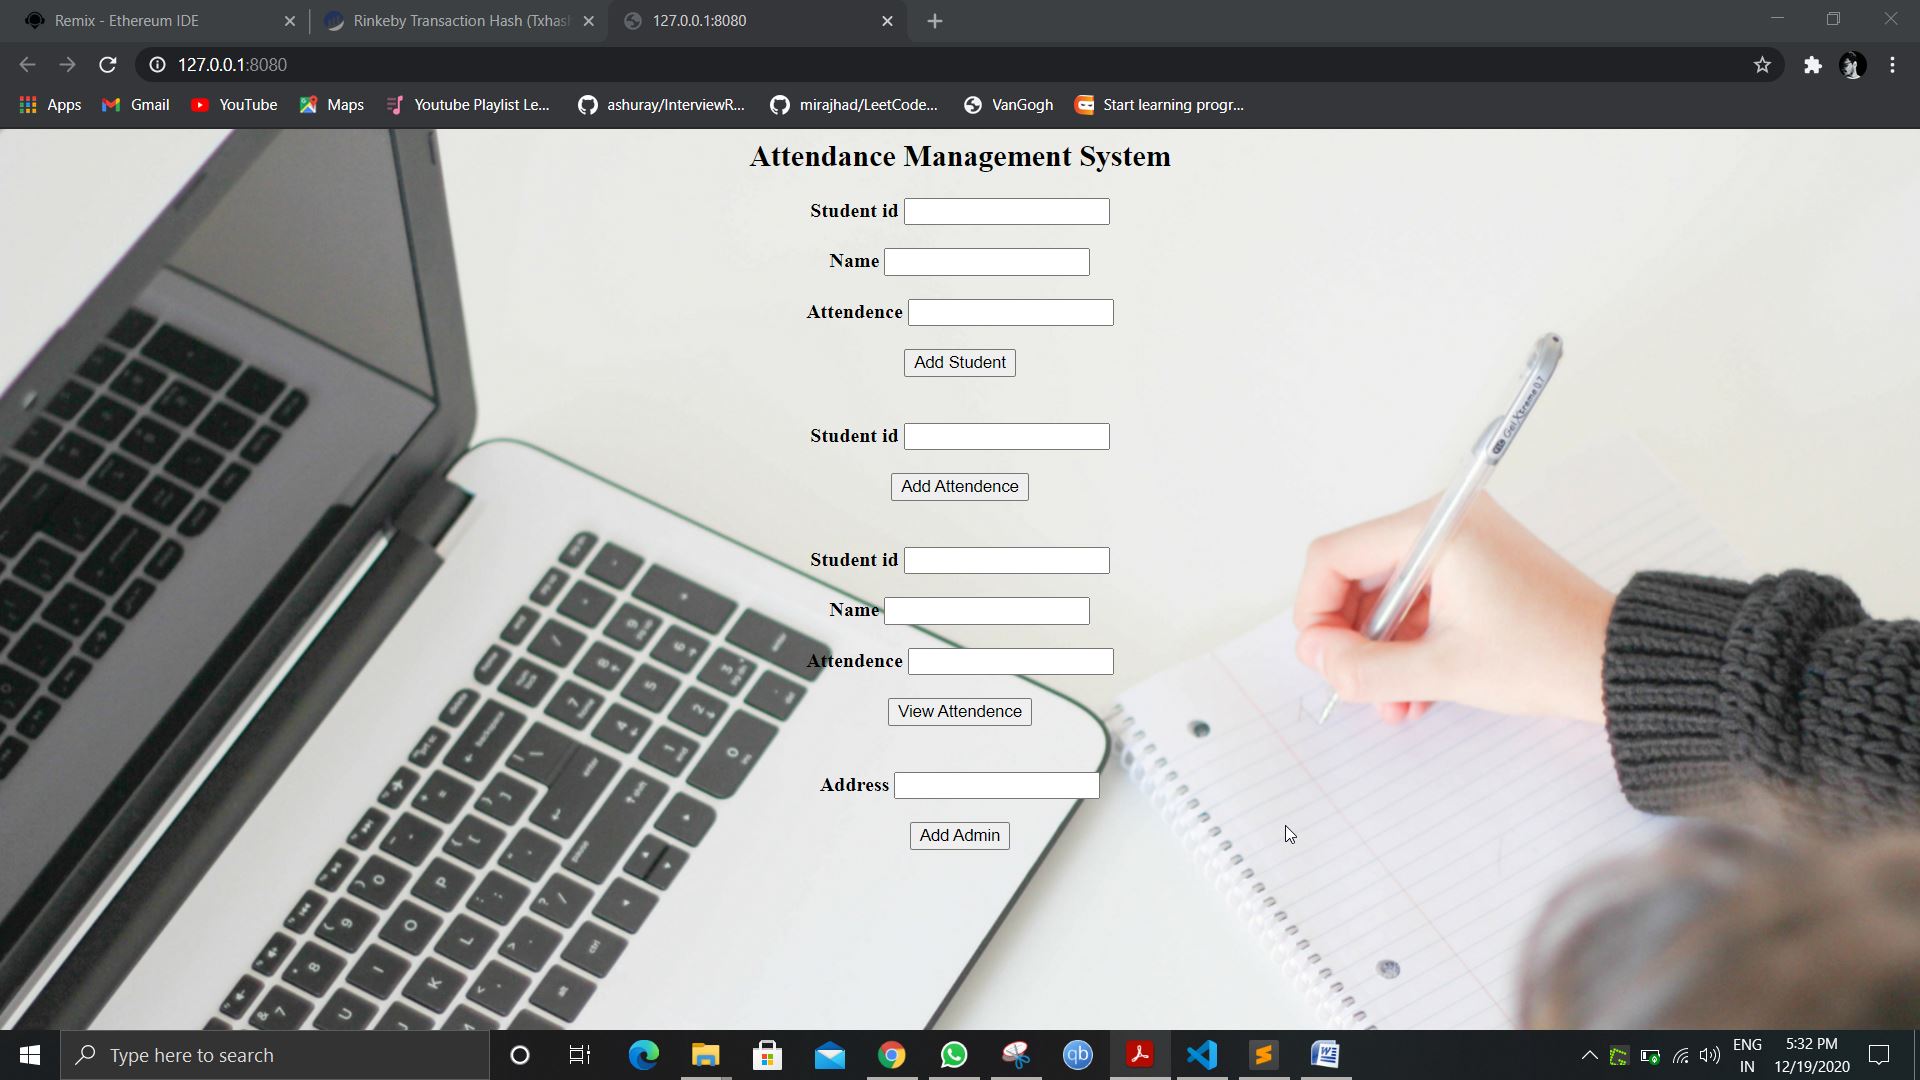 Remix - Ethereum IDE
Rinkeby Transaction Hash (Txhash
127.0.0.1:8080
127.0.0.1:8080
Apps
Gmail
YouTube
Maps
Youtube Playlist Le...
ashuray/InterviewR...
mirajhad/LeetCode...
VanGogh
Start learning progr...
Attendance Management System
Student id
Name
Attendence
Add Student
Student id
Add Attendence
Student id
Name
Attendence
View Attendence
Address
Add Admin
Type here to search
qb
ENG
IN
5:32 PM
12/19/2020